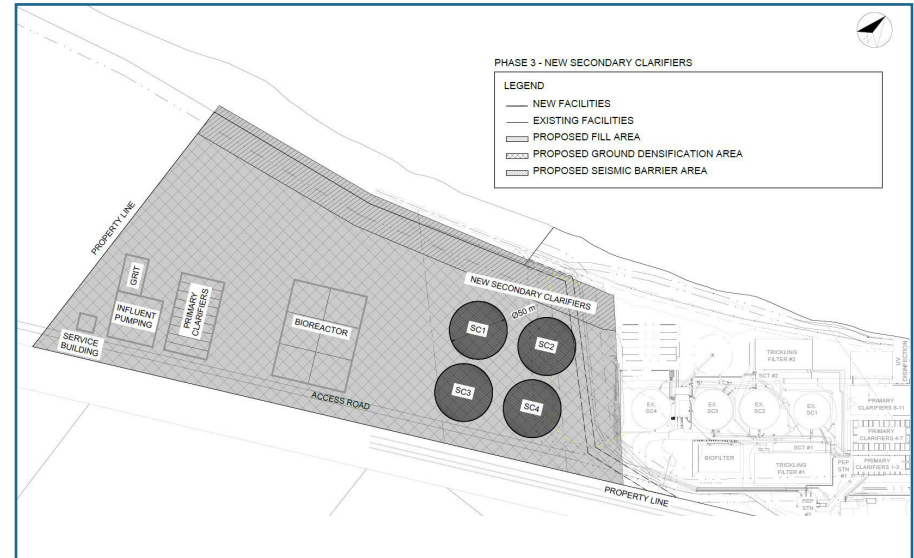 PHASE 3 - NEW SECONDARY CLARIFIERS
LEGEND
NEW FACILITIES
EXISTING FACILITIES
PROPOSED FILL AREA
PROPOSED GROUND DENSIFICATION AREA
PROPOSED SEISMIC BARRIER AREA
PROPERTY LINE
GRIT
INFLUENT
PUMPING
SERVICE
BUILDING
PRIMARY
CLARIFIERS
BIOREACTOR
ACCESS ROAD
NEW SECONDARY CLARIFIERS
Ø50 m
SC1
SC2
SC3
SC4
PROPERTY LINE
TRICKLING
FILTER #2
SCT #2
UV
DISINFECTION
EX.
SC4
EX.
SC3
EX.
SC2
EX.
SC1
PRIMARY
CLARIFIERS 8-11
PRIMARY
CLARIFIERS 4-7
PRIMARY
CLARIFIERS 1-3
SCT #1
BIOFILTER
TRICKLING
FILTER #1
PEP
STN
#1
PEP
STN